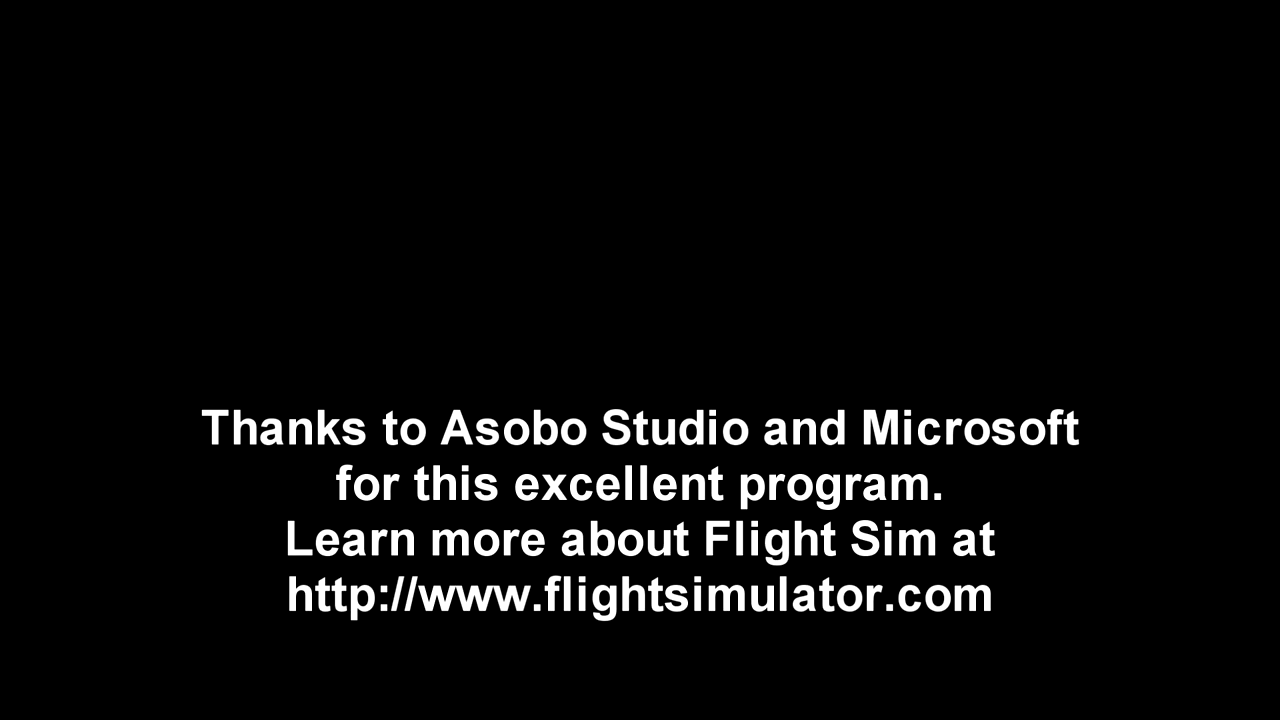 Thanks to Asobo Studio and Microsoft
for this excellent program.
Learn more about Flight Sim at
http://www.flightsimulator.com